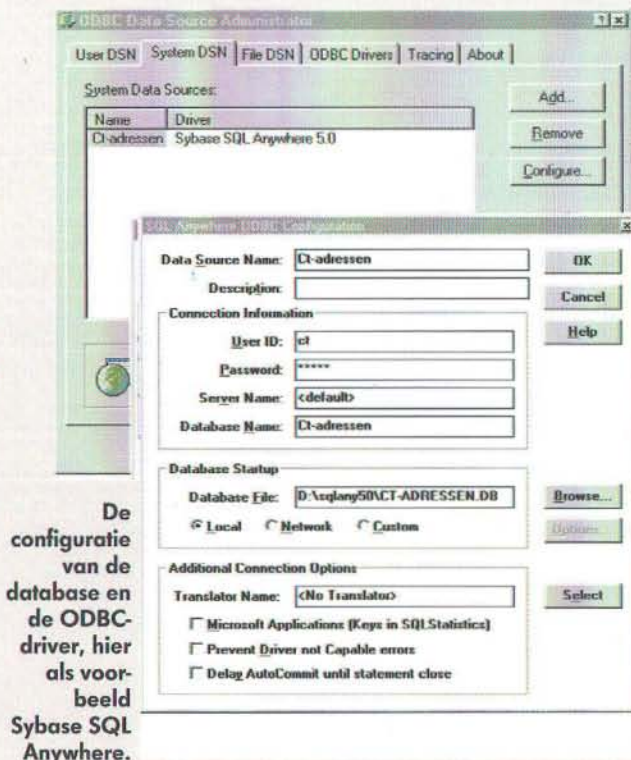 ODBC Data Source Administrator
User DSN System DSN File DSN ODBC Drivers Tracing About
System Data Sources:
Name Driver
Ct-adressen Sybase SQL Anywhere 5.0
Add...
Remove
Configure...
SQL Anywhere ODBC Configuration
Data Source Name: Ct-adressen
Description:
OK
Cancel
Help
Connection Information
User ID: ct
Password: *****
Server Name: <default>
Database Name: Ct-adressen
Database Startup
Database File: D:\sqlany50\CT-ADRESSEN.DB
Browse...
Local Network Custom
Options...
Additional Connection Options
Translator Name: <No Translator>
Select
Microsoft Applications (Keys in SQLStatistics)
Prevent Driver not Capable errors
Delay AutoCommit until statement close
De
configuratie
van de
database en
de ODBC-
driver, hier
als voor-
beeld
Sybase SQL
Anywhere.